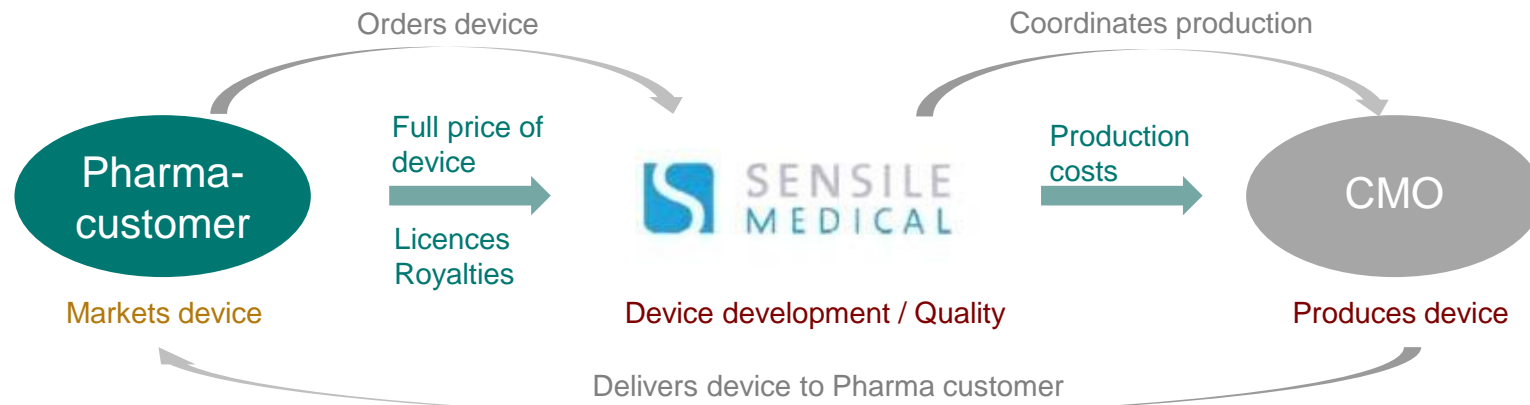 Orders device
Coordinates production
Pharma-
customer
Full price of
device
Licences
Royalties
SENSILE
MEDICAL
Production
costs
CMO
Markets device
Device development / Quality
Produces device
Delivers device to Pharma customer